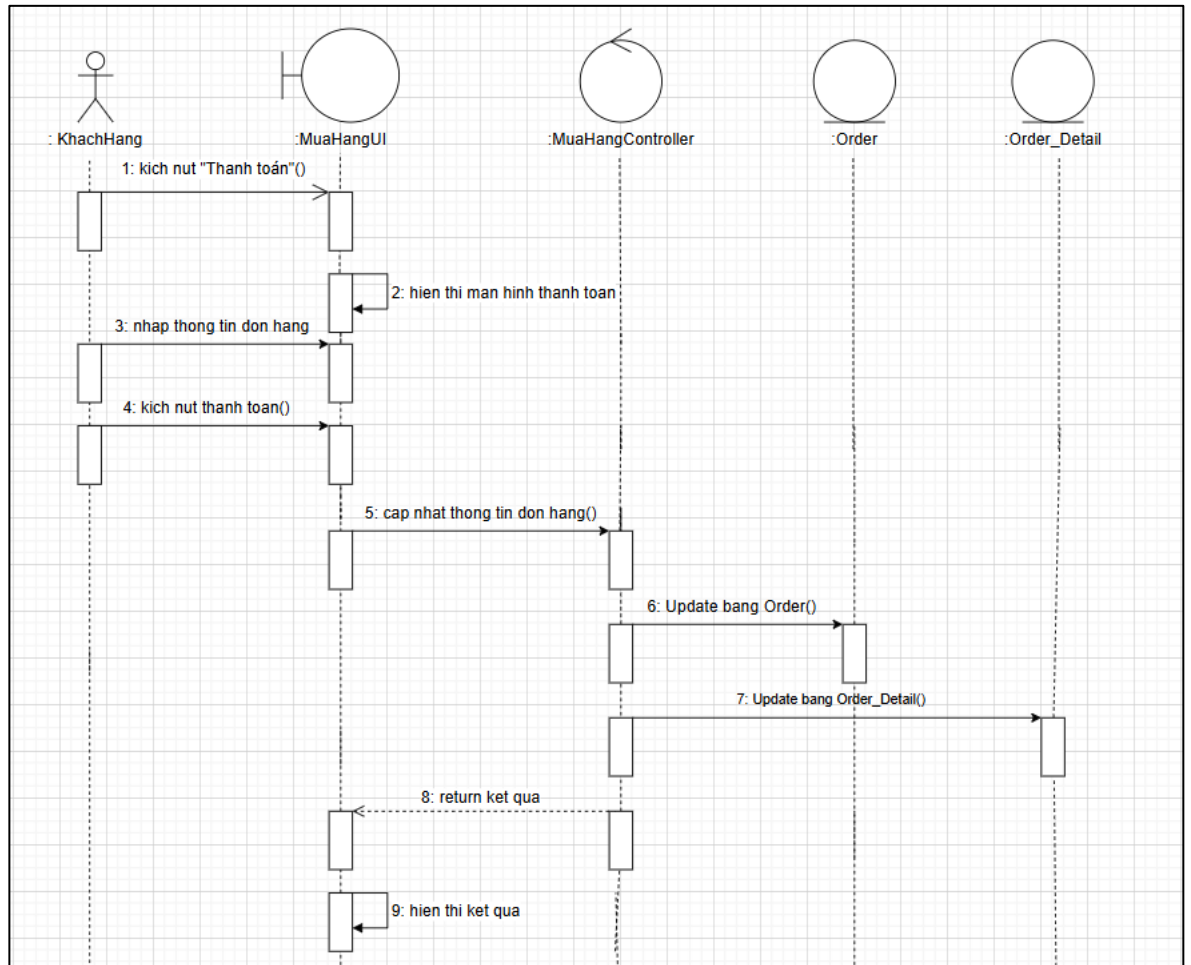 : KhachHang
:MuaHangUI
:MuaHangController
:Order
:Order_Detail
1: kich nut "Thanh toán"()
2: hien thi man hinh thanh toan
3: nhap thong tin don hang
4: kich nut thanh toan()
5: cap nhat thong tin don hang()
6: Update bang Order()
7: Update bang Order_Detail()
8: return ket qua
9: hien thi ket qua